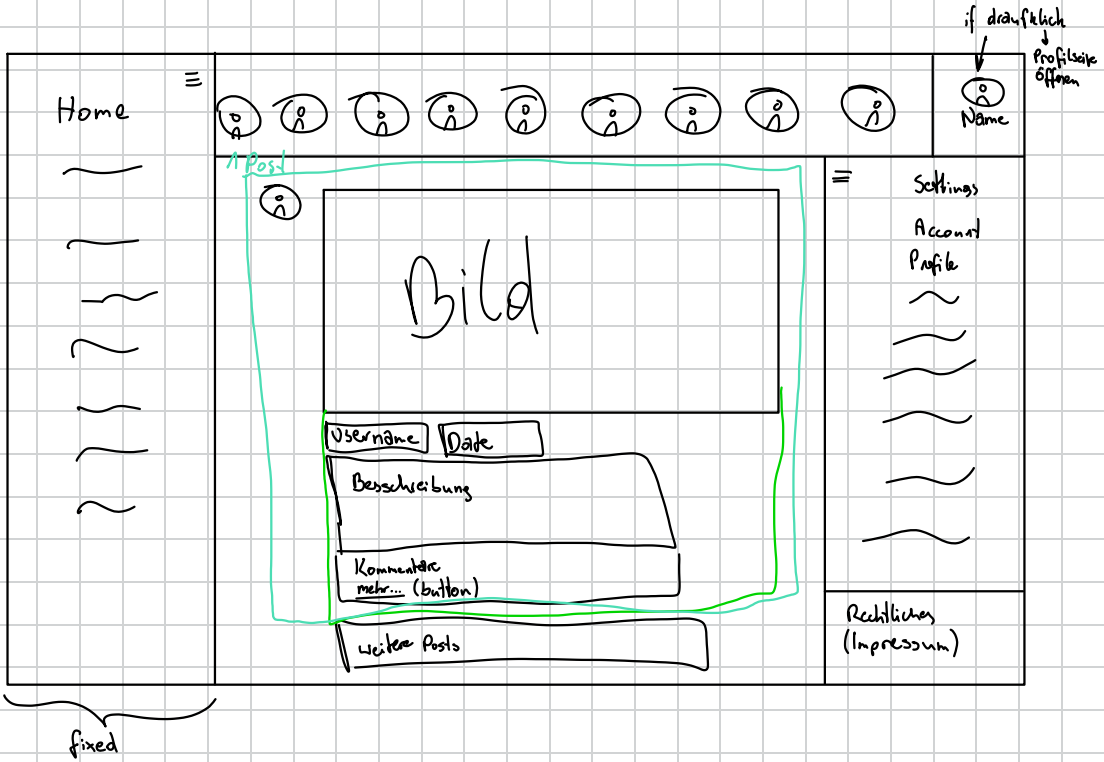 if draufklick
Profilseite
öffnen
Home
Name
1 Post
Settings
Account
Profile
Bild
Username
Date
Besschreibung
Kommentare
mehr... (button)
weitere Posts
Rechtliches
(Impressum)
fixed